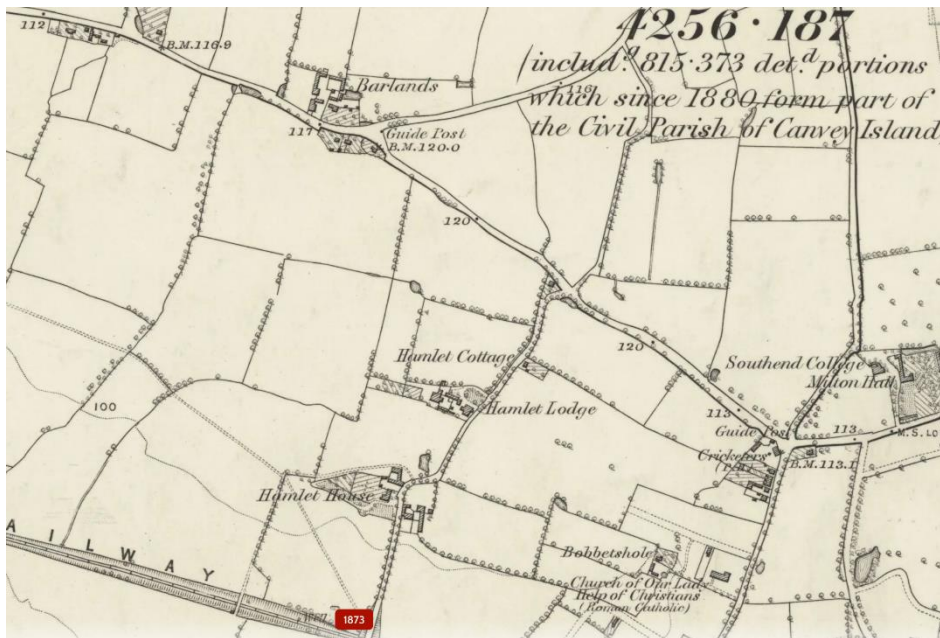 112
B.M.116.9
4256·187
includ.g 815·373 det.d portions
which since 1880 form part of
the Civil Parish of Canvey Island
Barlands
119
117
Guide Post
B.M.120.0
120
120
Hamlet Cottage
Southend College
Milton Hall
100
Hamlet Lodge
113
Guide Post
113
M.S. LO
Cricketers
(P.H.)
B.M.113.1
Hamlet House
AILWAY
Bobbetshole
Church of Our Lady
Help of Christians
(Roman Catholic)
1873